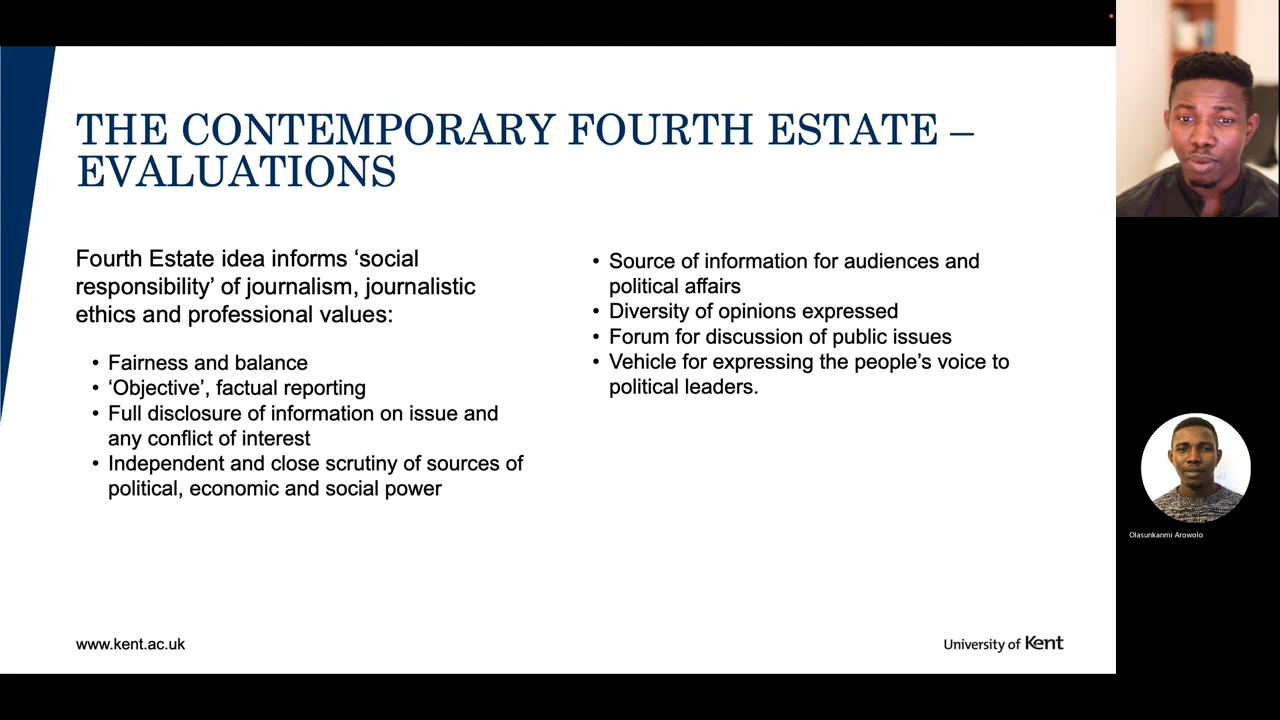 THE CONTEMPORARY FOURTH ESTATE –
EVALUATIONS
Fourth Estate idea informs ‘social
responsibility’ of journalism, journalistic
ethics and professional values:
• Fairness and balance
• ‘Objective’, factual reporting
• Full disclosure of information on issue and
any conflict of interest
• Independent and close scrutiny of sources of
political, economic and social power
• Source of information for audiences and
political affairs
• Diversity of opinions expressed
• Forum for discussion of public issues
• Vehicle for expressing the people’s voice to
political leaders.
Olasunkanmi Arowolo
www.kent.ac.uk
University of Kent